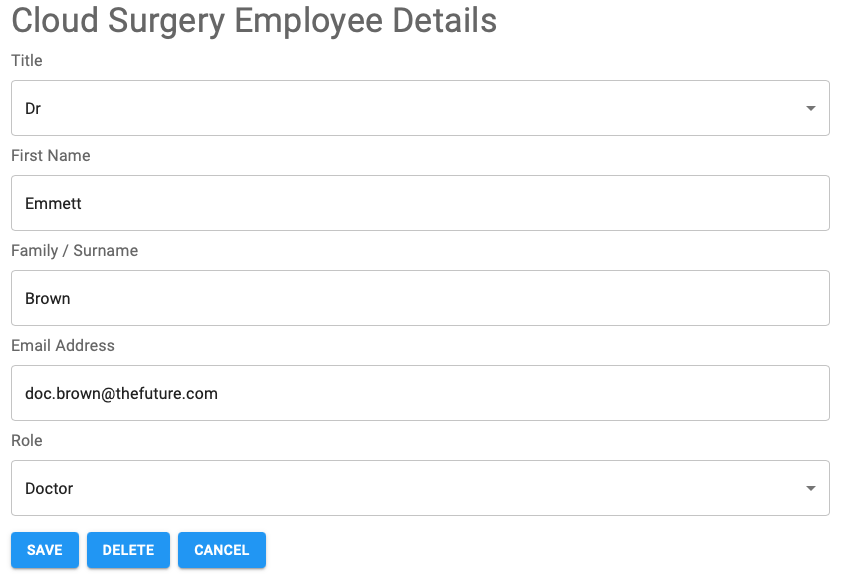 Cloud Surgery Employee Details
Title
Dr
First Name
Emmett
Family / Surname
Brown
Email Address
doc.brown@thefuture.com
Role
Doctor
SAVE DELETE CANCEL